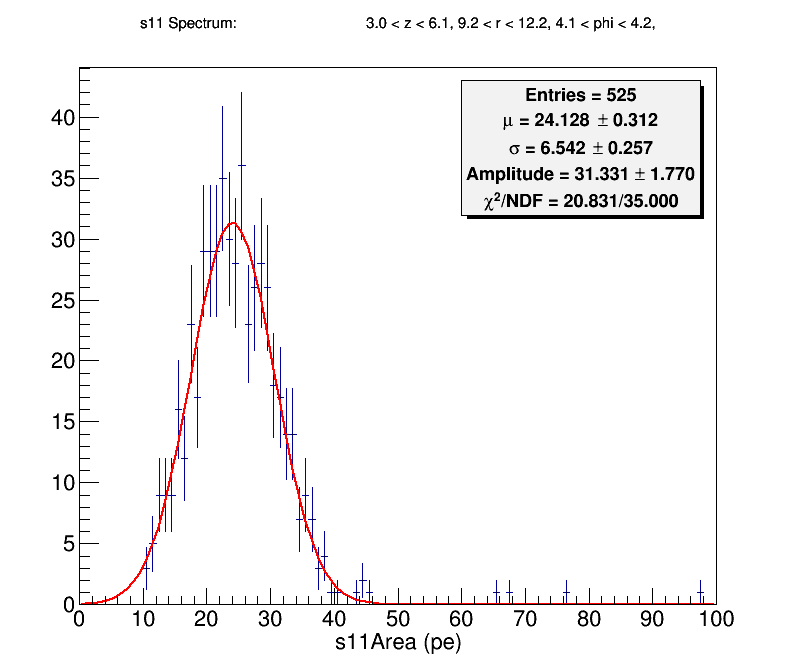 s11 Spectrum: 3.0 < z < 6.1, 9.2 < r < 12.2, 4.1 < phi < 4.2,
Entries = 525
μ = 24.128 ± 0.312
σ = 6.542 ± 0.257
Amplitude = 31.331 ± 1.770
χ²/NDF = 20.831/35.000
40
35
30
25
20
15
10
5
0
0 10 20 30 40 50 60 70 80 90 100
s11Area (pe)